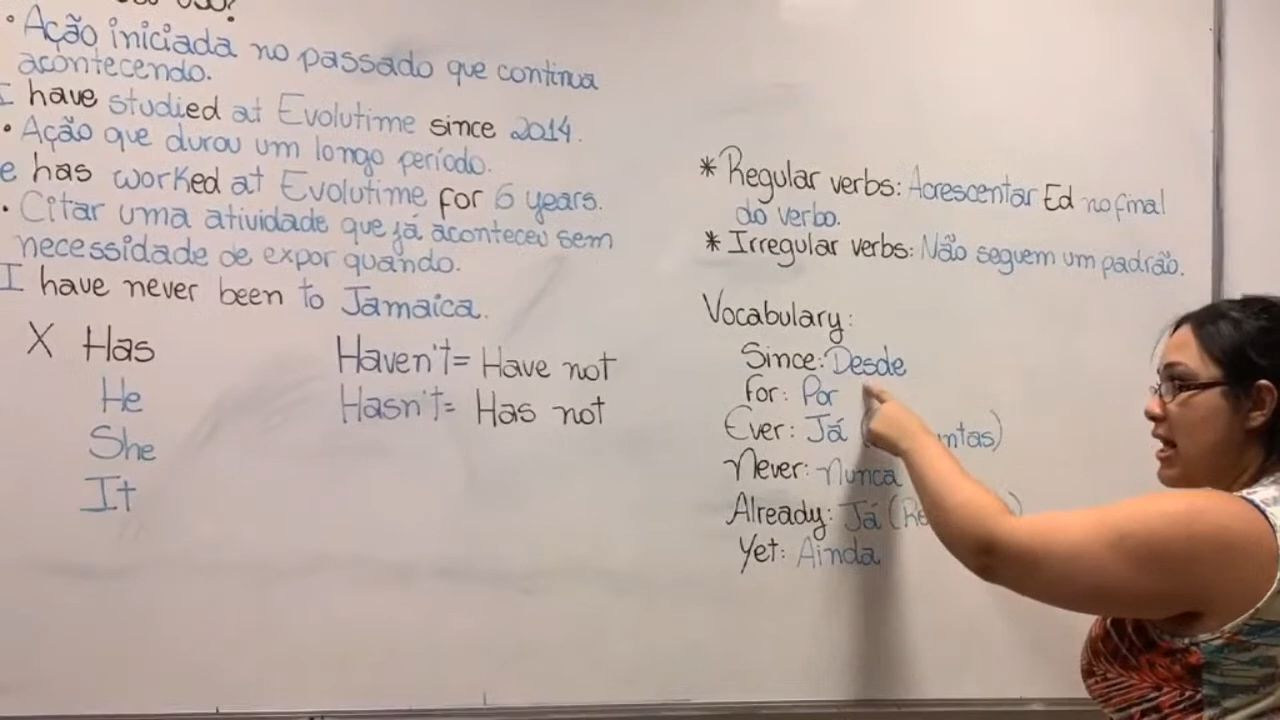 USO?
• Ação iniciada no passado que continua
acontecendo.
I have studied at Evolutime since 2014.
• Ação que durou um longo período.
e has worked at Evolutime for 6 years.
• Citar uma atividade que já aconteceu sem
necessidade de expor quando.
I have never been to Jamaica.
X Has
He
She
It
Haven't = Have not
Hasn't = Has not
* Regular verbs: Acrescentar Ed no final
do verbo.
* Irregular verbs: Não seguem um padrão.
Vocabulary:
Since: Desde
For: Por
Ever: Já ( ntas)
Never: Nunca
Already: Já (Re )
Yet: Ainda